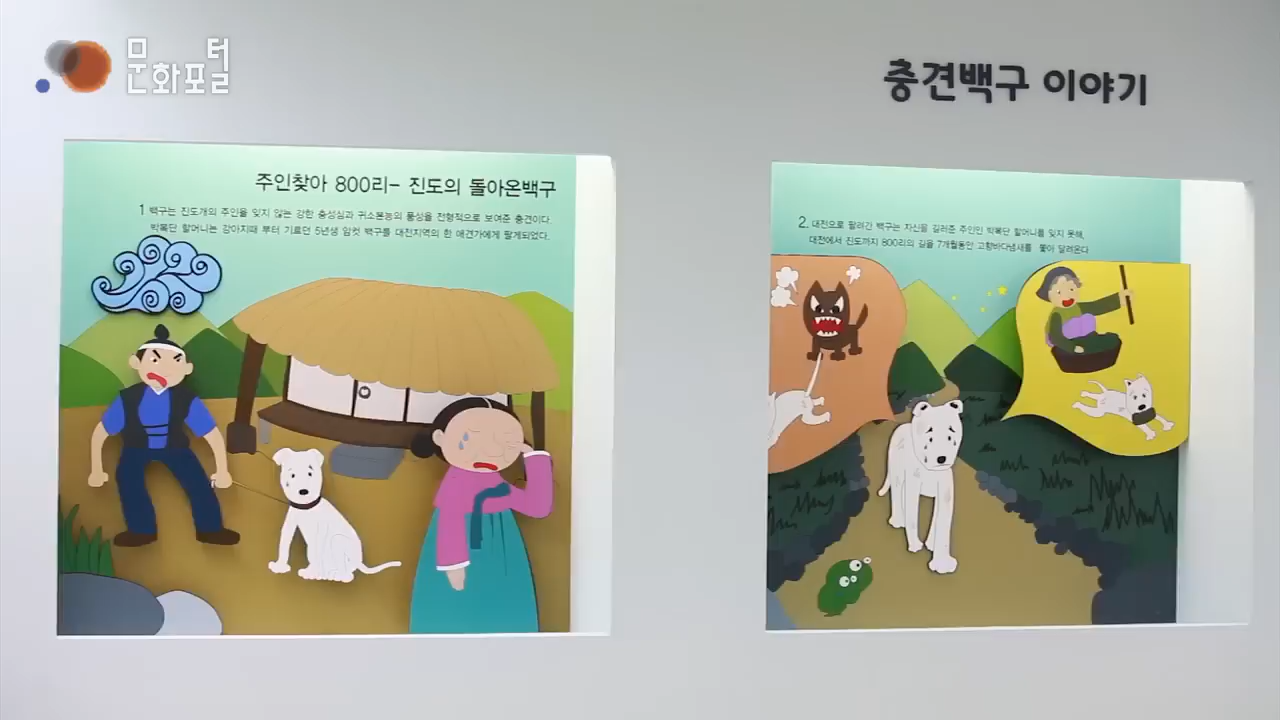 문화포털
충견백구 이야기
주인찾아 800리- 진도의 돌아온백구
1 백구는 진도개의 주인을 잊지 않는 강한 충성심과 귀소본능의 통상을 전형적으로 보여준 충견이다.
박복단 할머니는 강아지때 부터 기르던 5년생 암컷 백구를 대전지역의 한 애견가에게 팔게되었다.
2. 대전으로 팔려간 백구는 자신을 길러준 주인인 박복단 할머니를 잊지 못해,
대전에서 진도까지 800리의 길을 7개월동안 고향바다냄새를 쫓아 달려온다